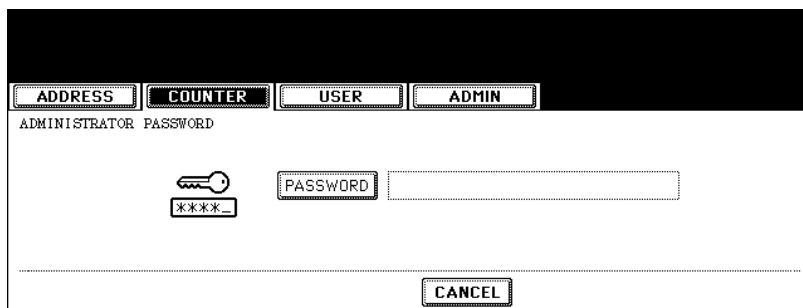 ADDRESS COUNTER USER ADMIN
ADMINISTRATOR PASSWORD
PASSWORD
****_
CANCEL